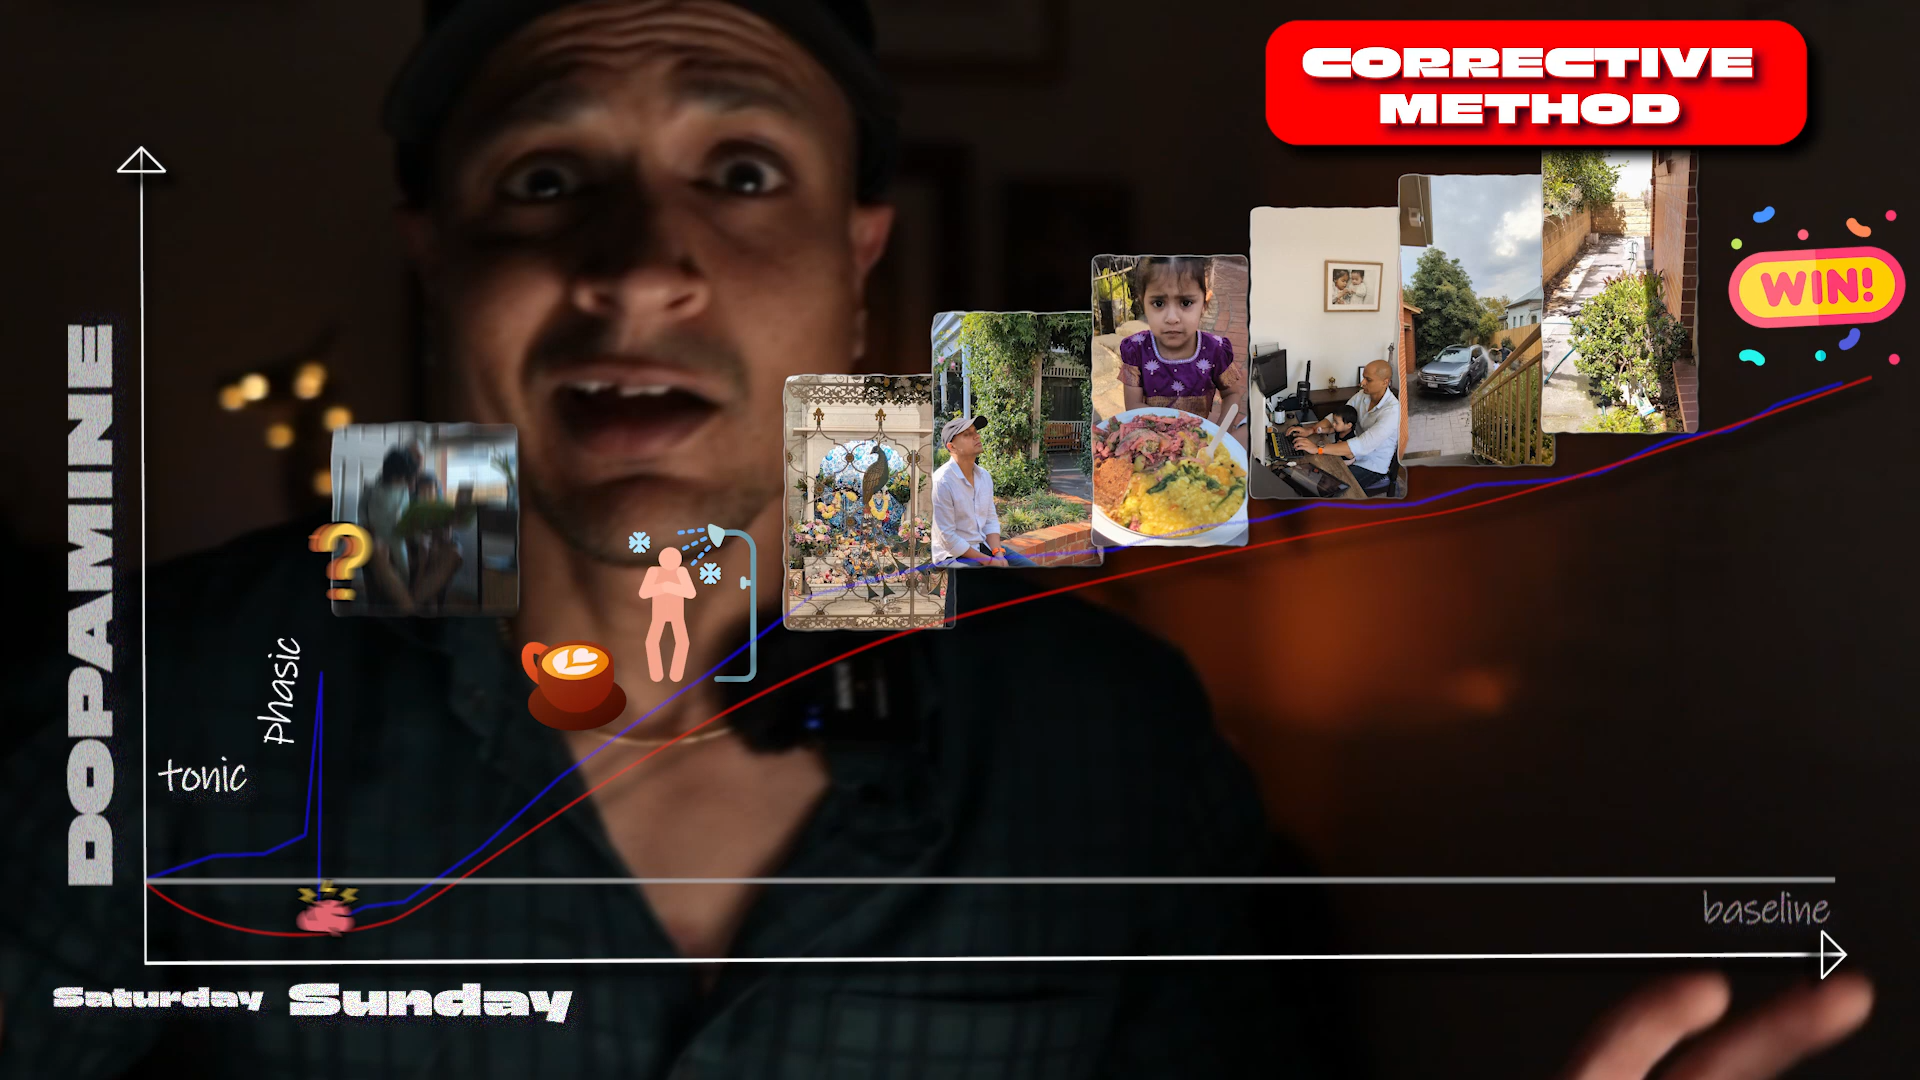 CORRECTIVE
METHOD
WIN!
DOPAMINE
phasic
tonic
baseline
Saturday
Sunday